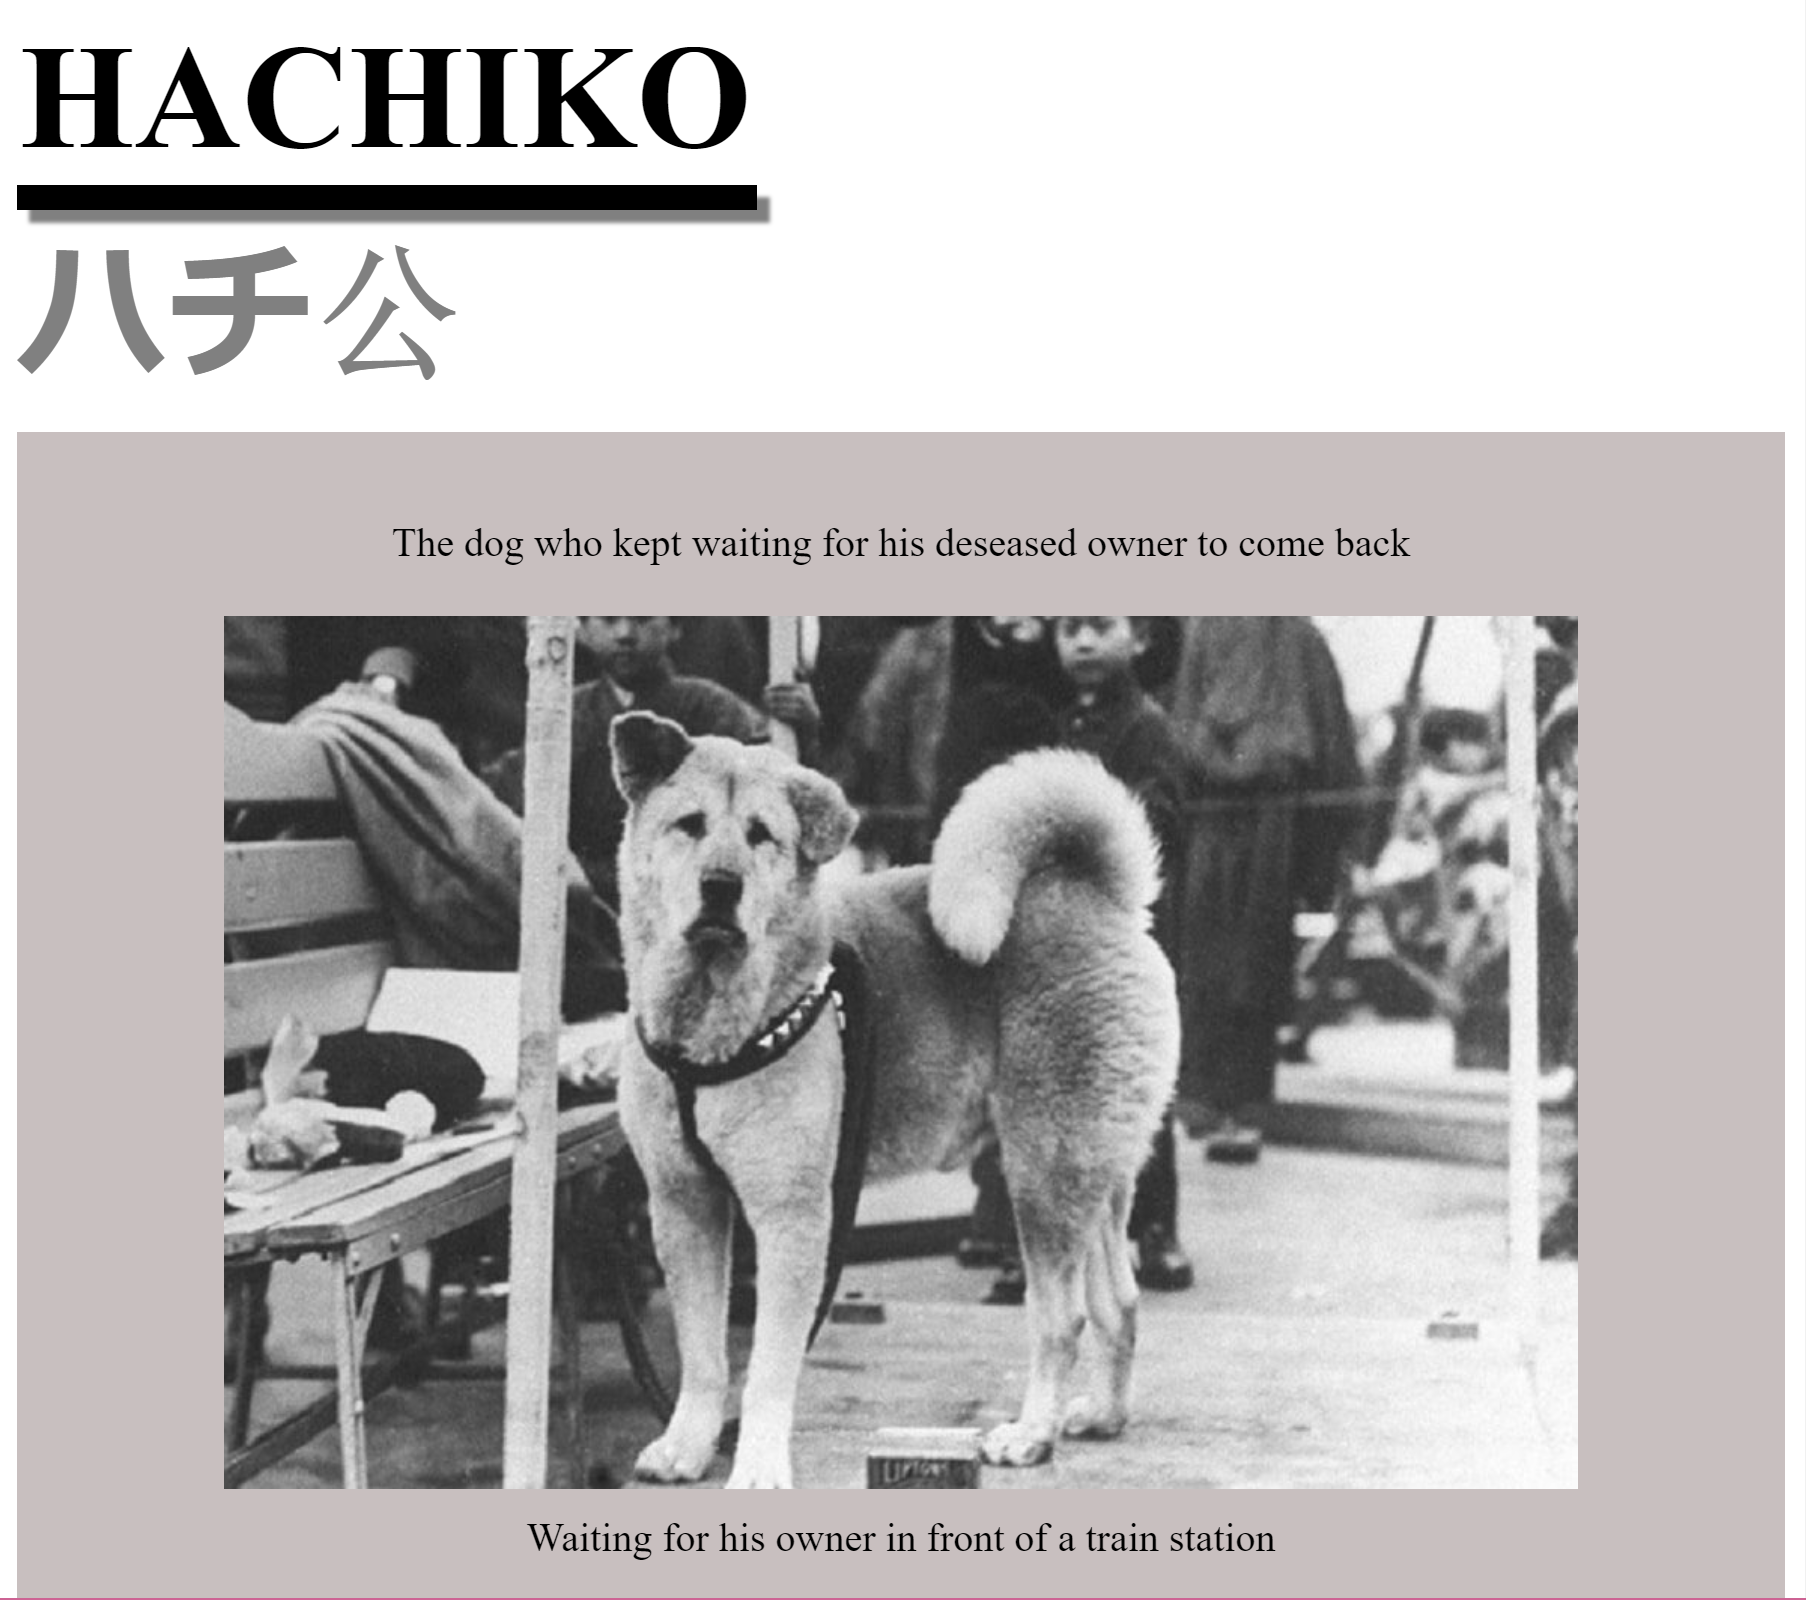 HACHIKO
ハチ公
The dog who kept waiting for his deseased owner to come back
LIPTON
Waiting for his owner in front of a train station